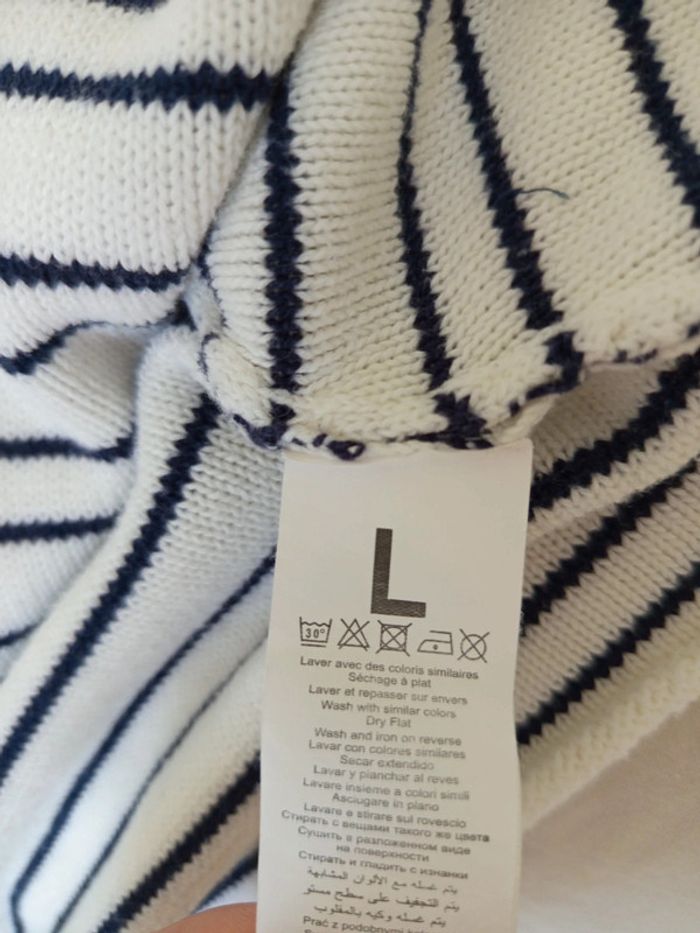 L
30°
Laver avec des coloris similaires
Séchage à plat
Laver et repasser sur envers
Wash with similar colors
Dry Flat
Wash and iron on reverse
Lavar con colores similares
Secar extendido
Lavar y planchar al reves
Lavare insieme a colori simili
Asciugare in piano
Lavare e stirare sul rovescio
Стирать с вещами такого же цвета
Сушить в разложенном виде
на поверхности
Стирать и гладить с изнанки
يتم غسله مع الألوان المشابهة
يتم التجفيف على سطح مستو
يتم غسله وكيه بالمقلوب
Prać z podobnymi